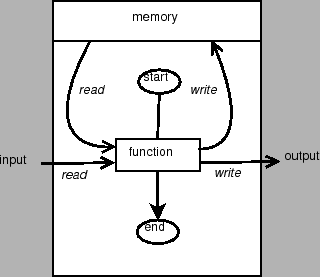 memory
start
read
write
function
input
output
read
write
end